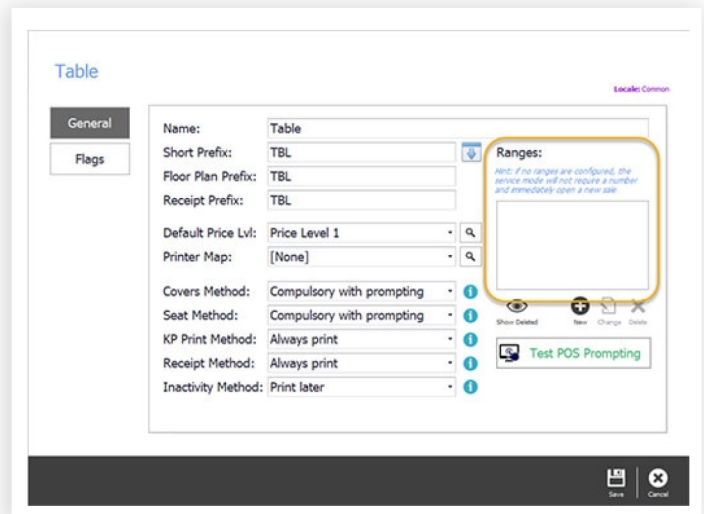 Table
Locale: Common
General
Flags
Name: Table
Short Prefix: TBL
Floor Plan Prefix: TBL
Receipt Prefix: TBL
Default Price Lvl: Price Level 1
Printer Map: [None]
Covers Method: Compulsory with prompting
Seat Method: Compulsory with prompting
KP Print Method: Always print
Receipt Method: Always print
Inactivity Method: Print later
Ranges:
Hint: if no ranges are configured, the
service mode will not require a number
and immediately open a new sale
Show Deleted New Change Delete
Test POS Prompting
Save Cancel